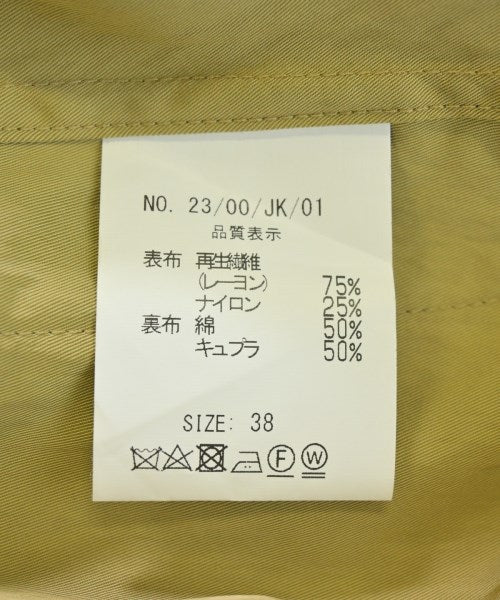 NO. 23/00/JK/01
品質表示
表布 再生繊維
(レーヨン) 75%
ナイロン 25%
裏布 綿 50%
キュプラ 50%
SIZE: 38
F W